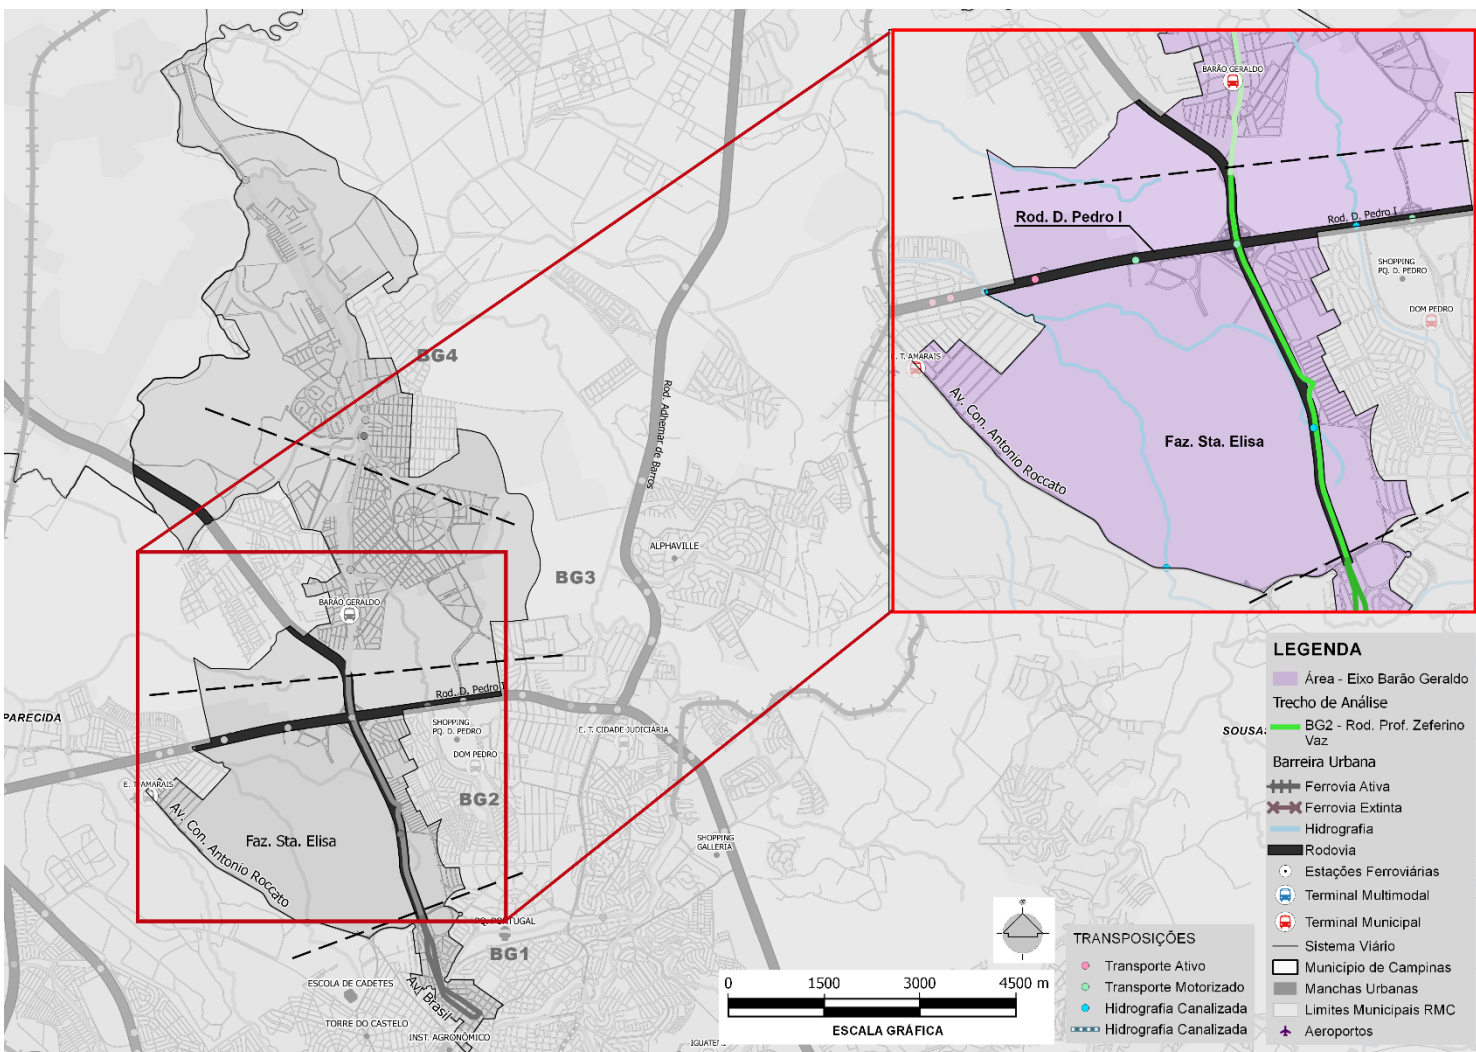 BG4
Rod. Adhemar de Barros
ALPHAVILLE
BG3
BARÃO GERALDO
Rod. D. Pedro I
PARECIDA
SHOPPING
PQ. D. PEDRO
E. T. CIDADE JUDICIÁRIA
DOM PEDRO
E. T. AMARAIS
BG2
Av. Con. Antonio Roccato
Faz. Sta. Elisa
SHOPPING
GALLERIA
PQ. PORTUGAL
BG1
ESCOLA DE CADETES
Av. Brasil
TORRE DO CASTELO
INST. AGRONÔMICO
IGUATEMI
SOUSAS
BARÃO GERALDO
Rod. D. Pedro I
Rod. D. Pedro I
SHOPPING
PQ. D. PEDRO
DOM PEDRO
. T. AMARAIS
Av. Con. Antonio Roccato
Faz. Sta. Elisa
0 1500 3000 4500 m
ESCALA GRÁFICA
TRANSPOSIÇÕES
Transporte Ativo
Transporte Motorizado
Hidrografia Canalizada
Hidrografia Canalizada
LEGENDA
Área - Eixo Barão Geraldo
Trecho de Análise
BG2 - Rod. Prof. Zeferino
Vaz
Barreira Urbana
Ferrovia Ativa
Ferrovia Extinta
Hidrografia
Rodovia
Estações Ferroviárias
Terminal Multimodal
Terminal Municipal
Sistema Viário
Município de Campinas
Manchas Urbanas
Limites Municipais RMC
Aeroportos